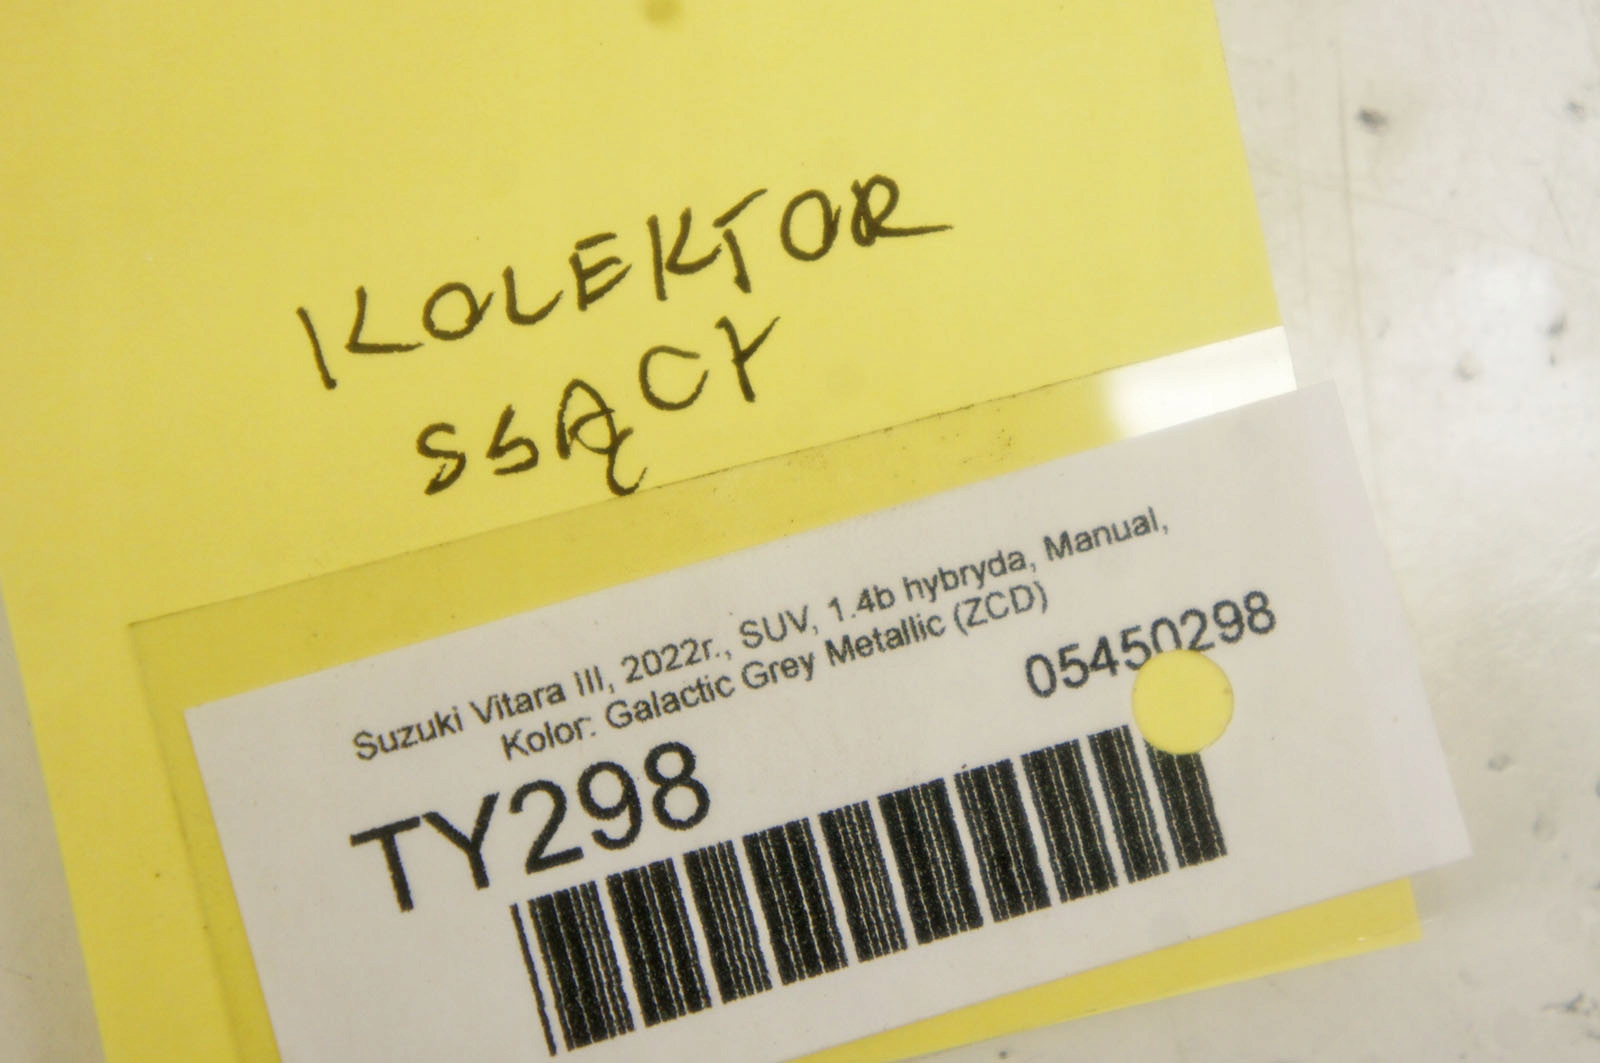 KOLEKTOR
SSĄCY
Suzuki Vitara III, 2022r., SUV, 1.4b hybryda, Manual,
Kolor: Galactic Grey Metallic (ZCD)
05450298
TY298